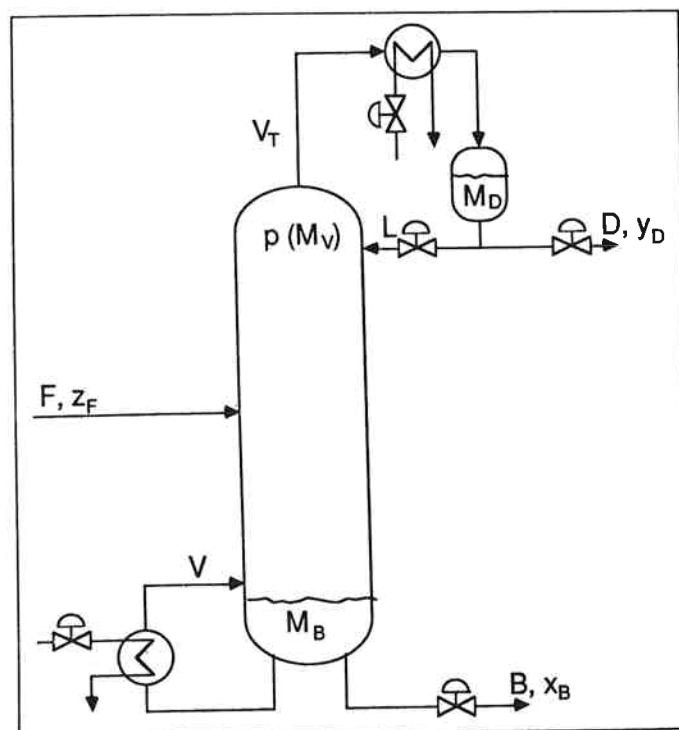 V_T
M_D
p (M_V)
L
D, y_D
F, z_F
V
M_B
B, x_B